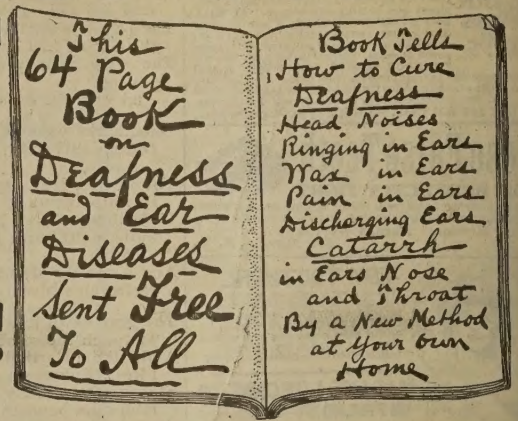 This
64 Page
Book
on
Deafness
and Ear
Diseases
Sent Free
To All
Book Tells
How to Cure
Deafness
Head Noises
Ringing in Ears
Wax in Ears
Pain in Ears
Discharging Ears
Catarrh
in Ears Nose
and Throat
By a New Method
at your own
Home